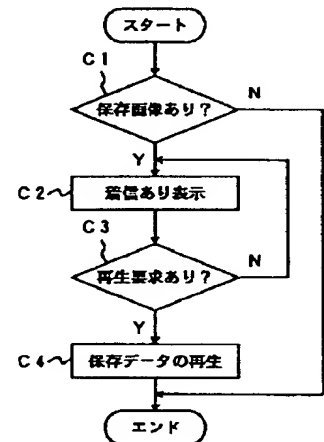 スタート
C1
保存画像あり?
N
Y
C2
着信あり表示
C3
再生要求あり?
N
Y
C4
保存データの再生
エンド